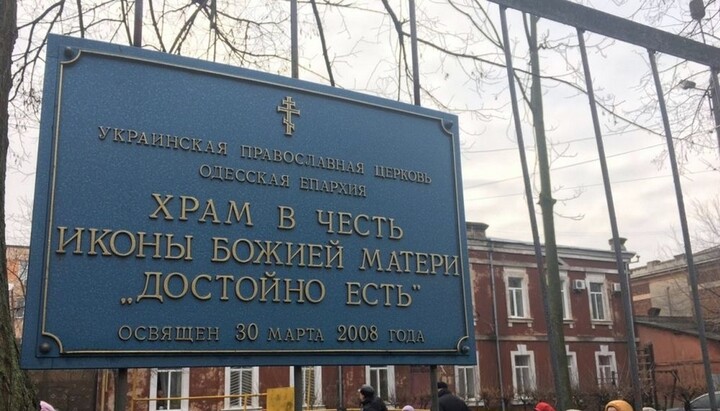 УКРАИНСКАЯ ПРАВОСЛАВНАЯ ЦЕРКОВЬ
ОДЕССКАЯ ЕПАРХИЯ
ХРАМ В ЧЕСТЬ
ИКОНЫ БОЖИЕЙ МАТЕРИ
„ДОСТОЙНО ЕСТЬ"
ОСВЯЩЕН 30 МАРТА 2008 ГОДА